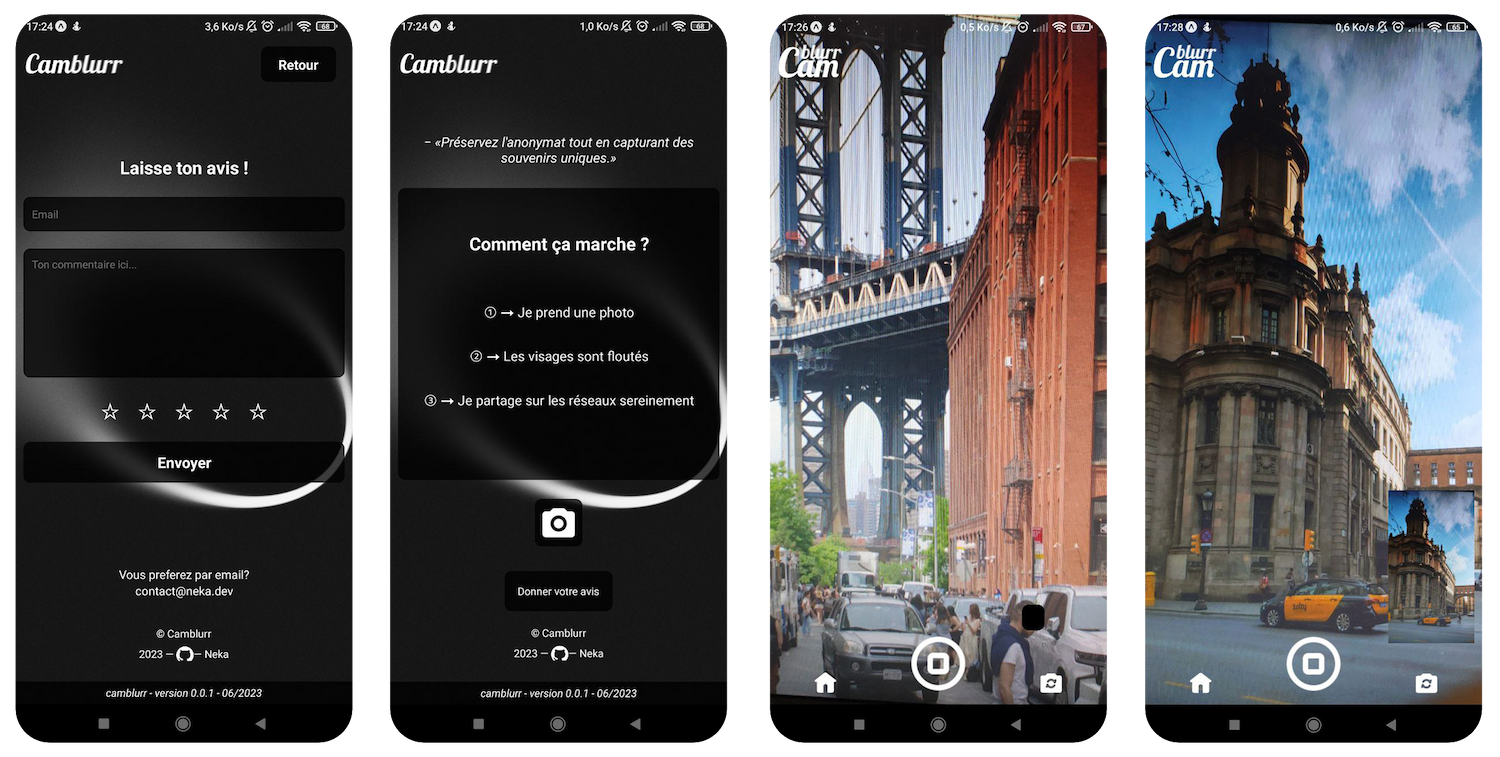 17:24
3,6 Ko/s
68
Camblurr
Retour
Laisse ton avis !
Email
Ton commentaire ici...
☆ ☆ ☆ ☆ ☆
Envoyer
Vous preferez par email?
contact@neka.dev
© Camblurr
2023 — — Neka
camblurr - version 0.0.1 - 06/2023
17:24
1,0 Ko/s
68
Camblurr
– «Préservez l'anonymat tout en capturant des
souvenirs uniques.»
Comment ça marche ?
① → Je prend une photo
② → Les visages sont floutés
③ → Je partage sur les réseaux sereinement
Donner votre avis
© Camblurr
2023 — — Neka
camblurr - version 0.0.1 - 06/2023
17:26
0,5 Ko/s
67
blurr
Cam
17:28
0,6 Ko/s
65
blurr
Cam